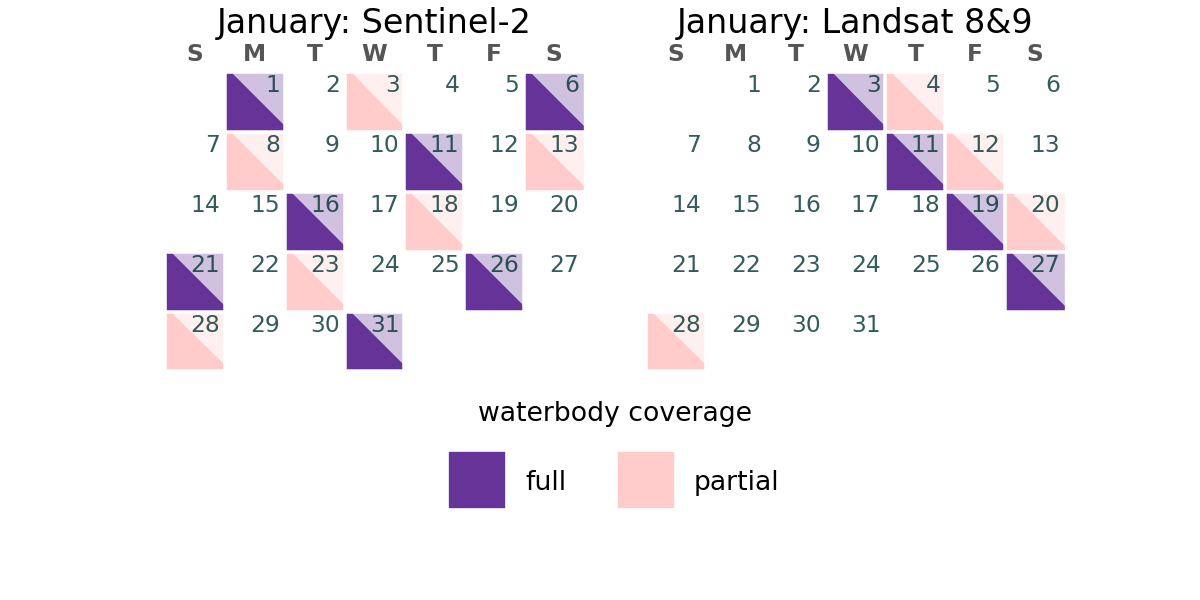 January: Sentinel-2
S M T W T F S
1 2 3 4 5 6
7 8 9 10 11 12 13
14 15 16 17 18 19 20
21 22 23 24 25 26 27
28 29 30 31
January: Landsat 8&9
S M T W T F S
1 2 3 4 5 6
7 8 9 10 11 12 13
14 15 16 17 18 19 20
21 22 23 24 25 26 27
28 29 30 31
waterbody coverage
full
partial